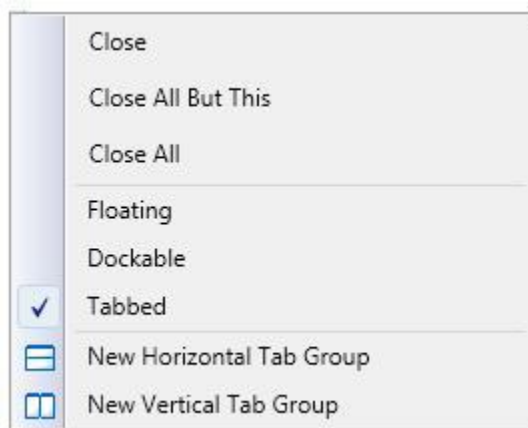 Close
Close All But This
Close All
Floating
Dockable
Tabbed
New Horizontal Tab Group
New Vertical Tab Group